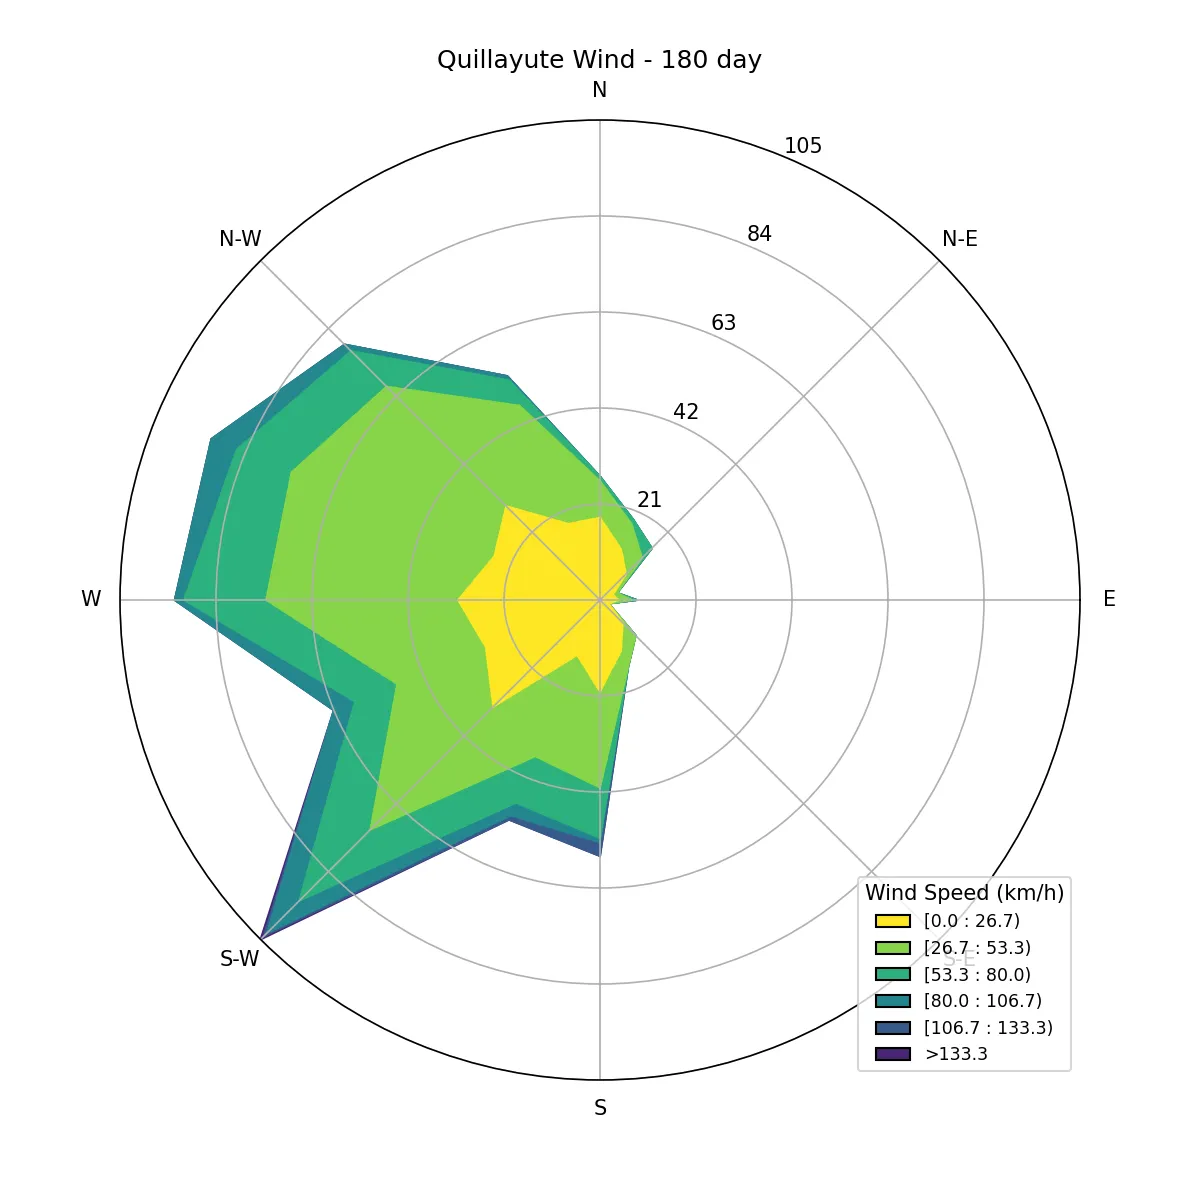 Quillayute Wind - 180 day
N
105
84
N-W
N-E
63
42
21
W
E
Wind Speed (km/h)
[0.0 : 26.7)
[26.7 : 53.3)
S-W
S-E
[53.3 : 80.0)
[80.0 : 106.7)
[106.7 : 133.3)
>133.3
S